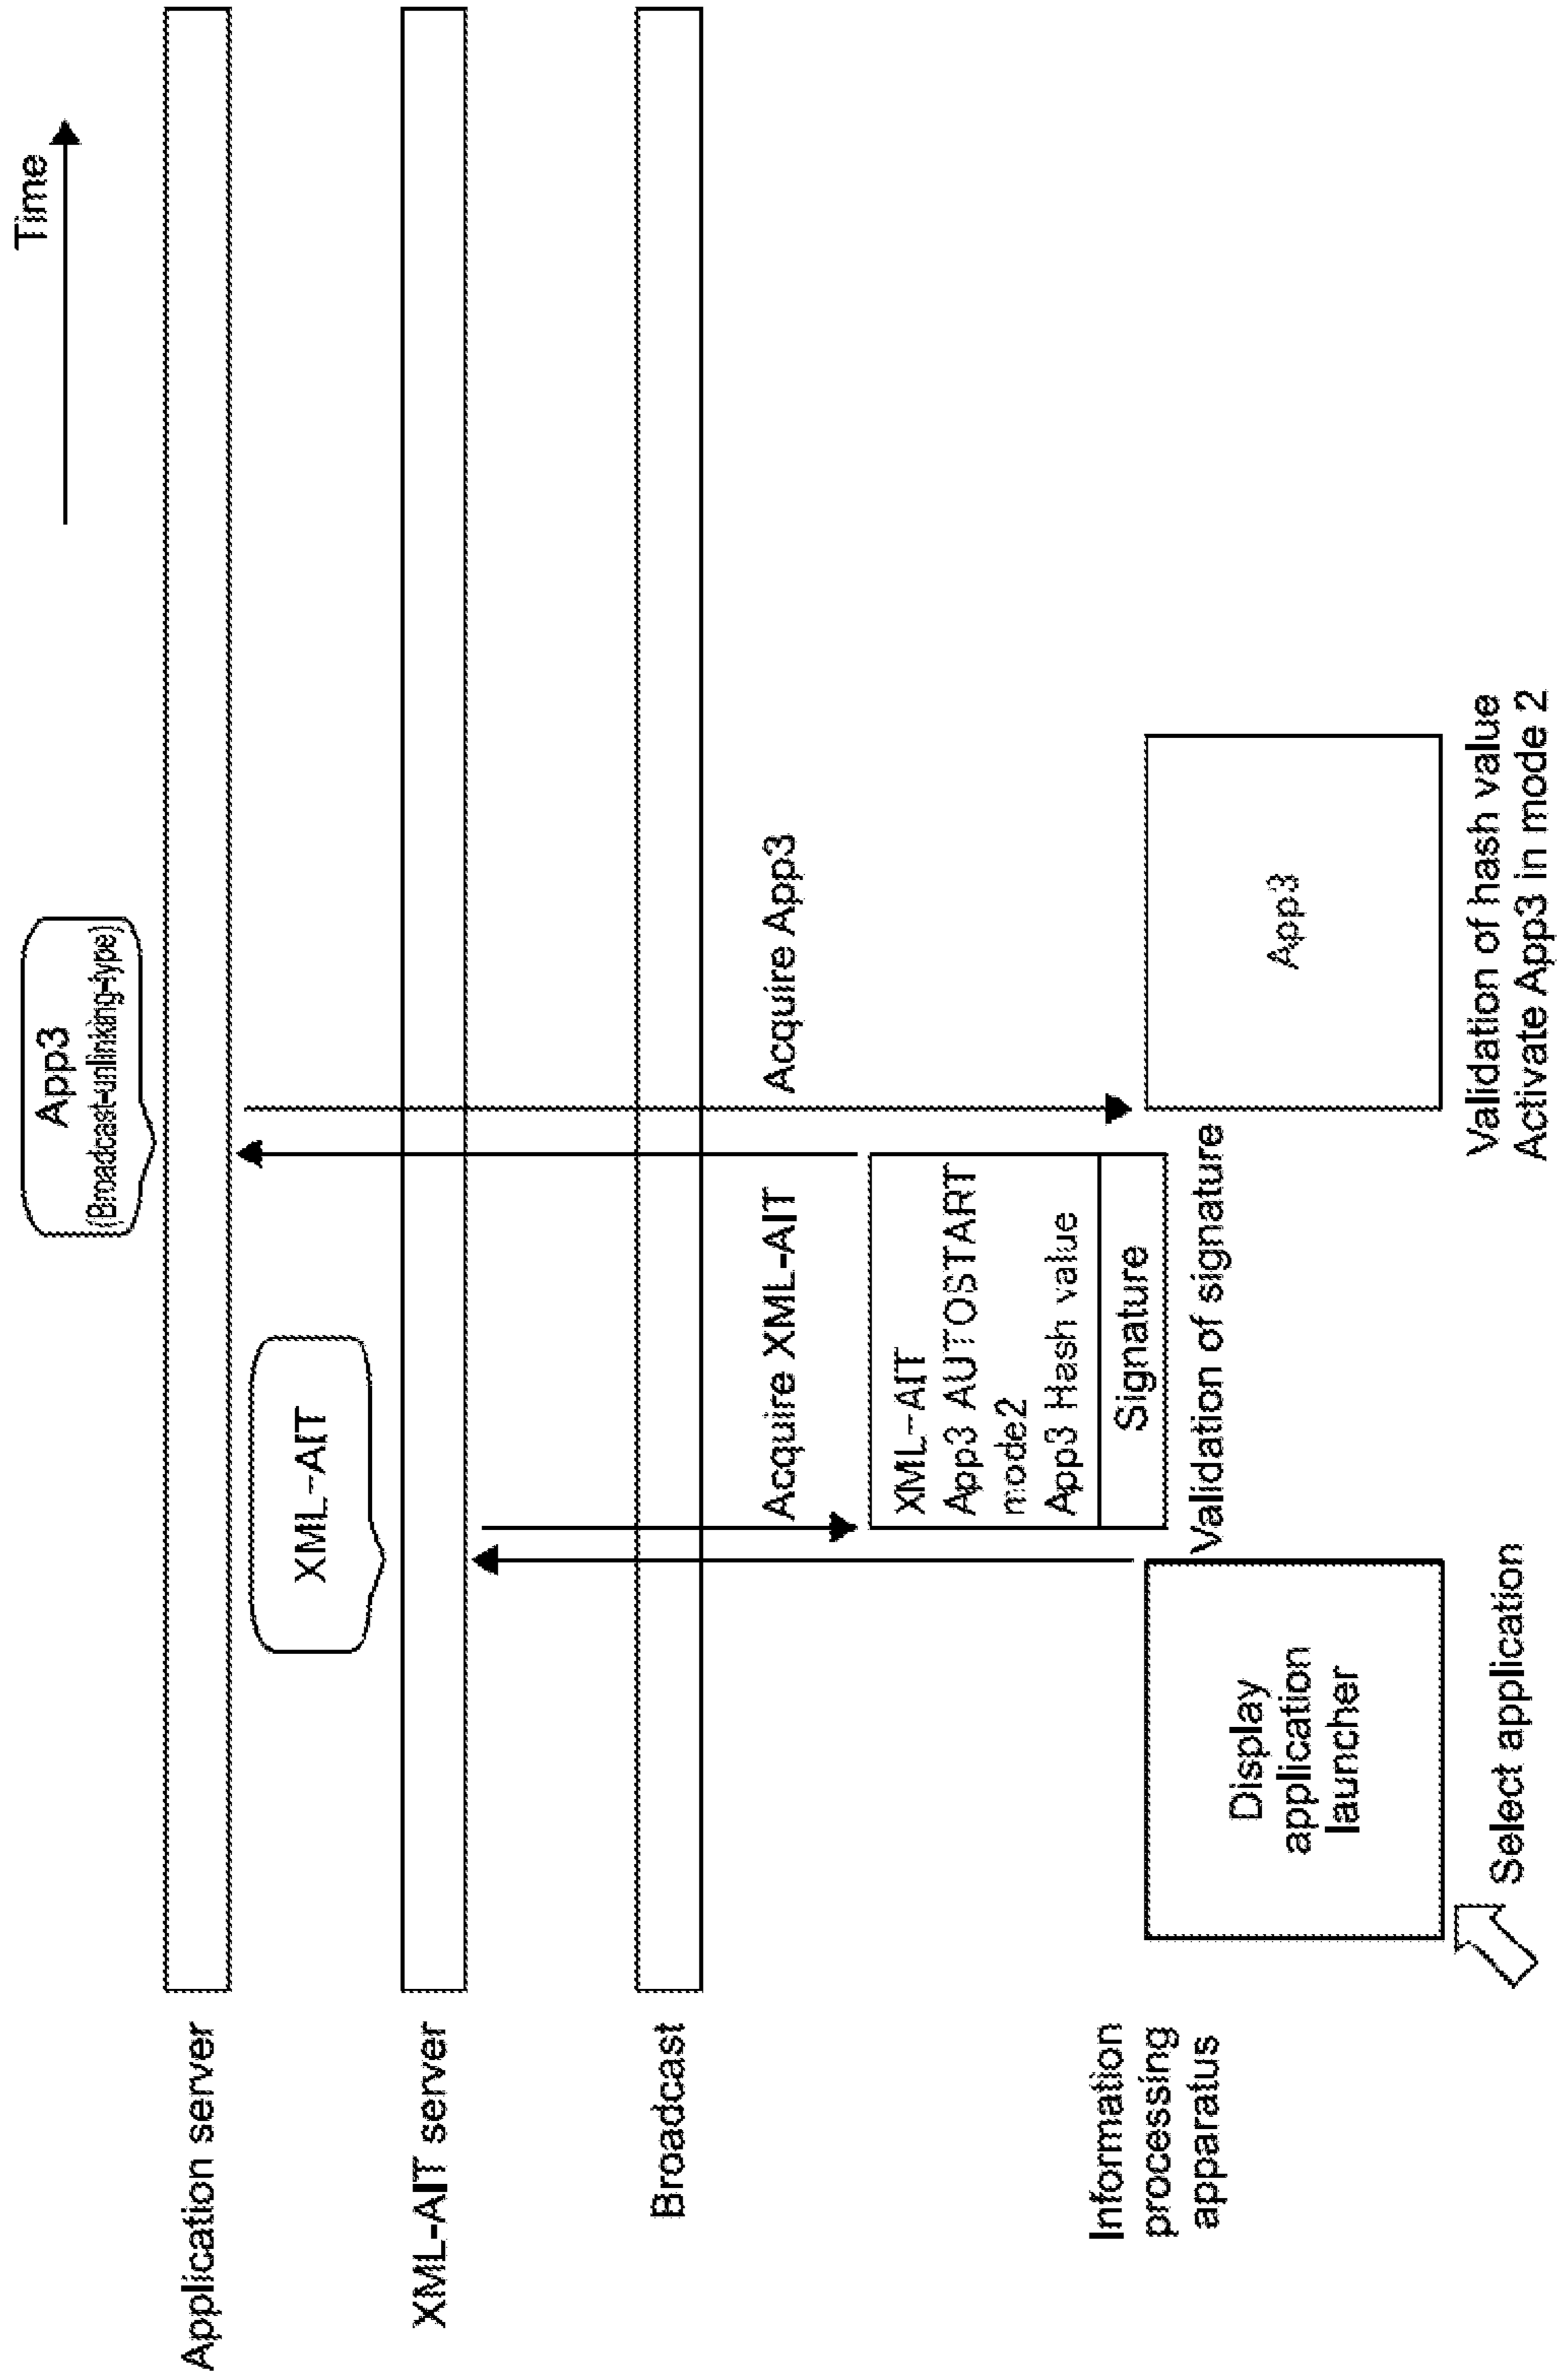 Time
App3
(Broadcast-unlinking-type)
Application server
XML-AIT
XML-AIT server
Broadcast
Acquire XML-AIT
Acquire App3
XML-AIT
App3 AUTOSTART
mode2
App3 Hash value
Signature
Validation of signature
Information
processing
apparatus
Display
application
launcher
Select application
App3
Validation of hash value
Activate App3 in mode 2